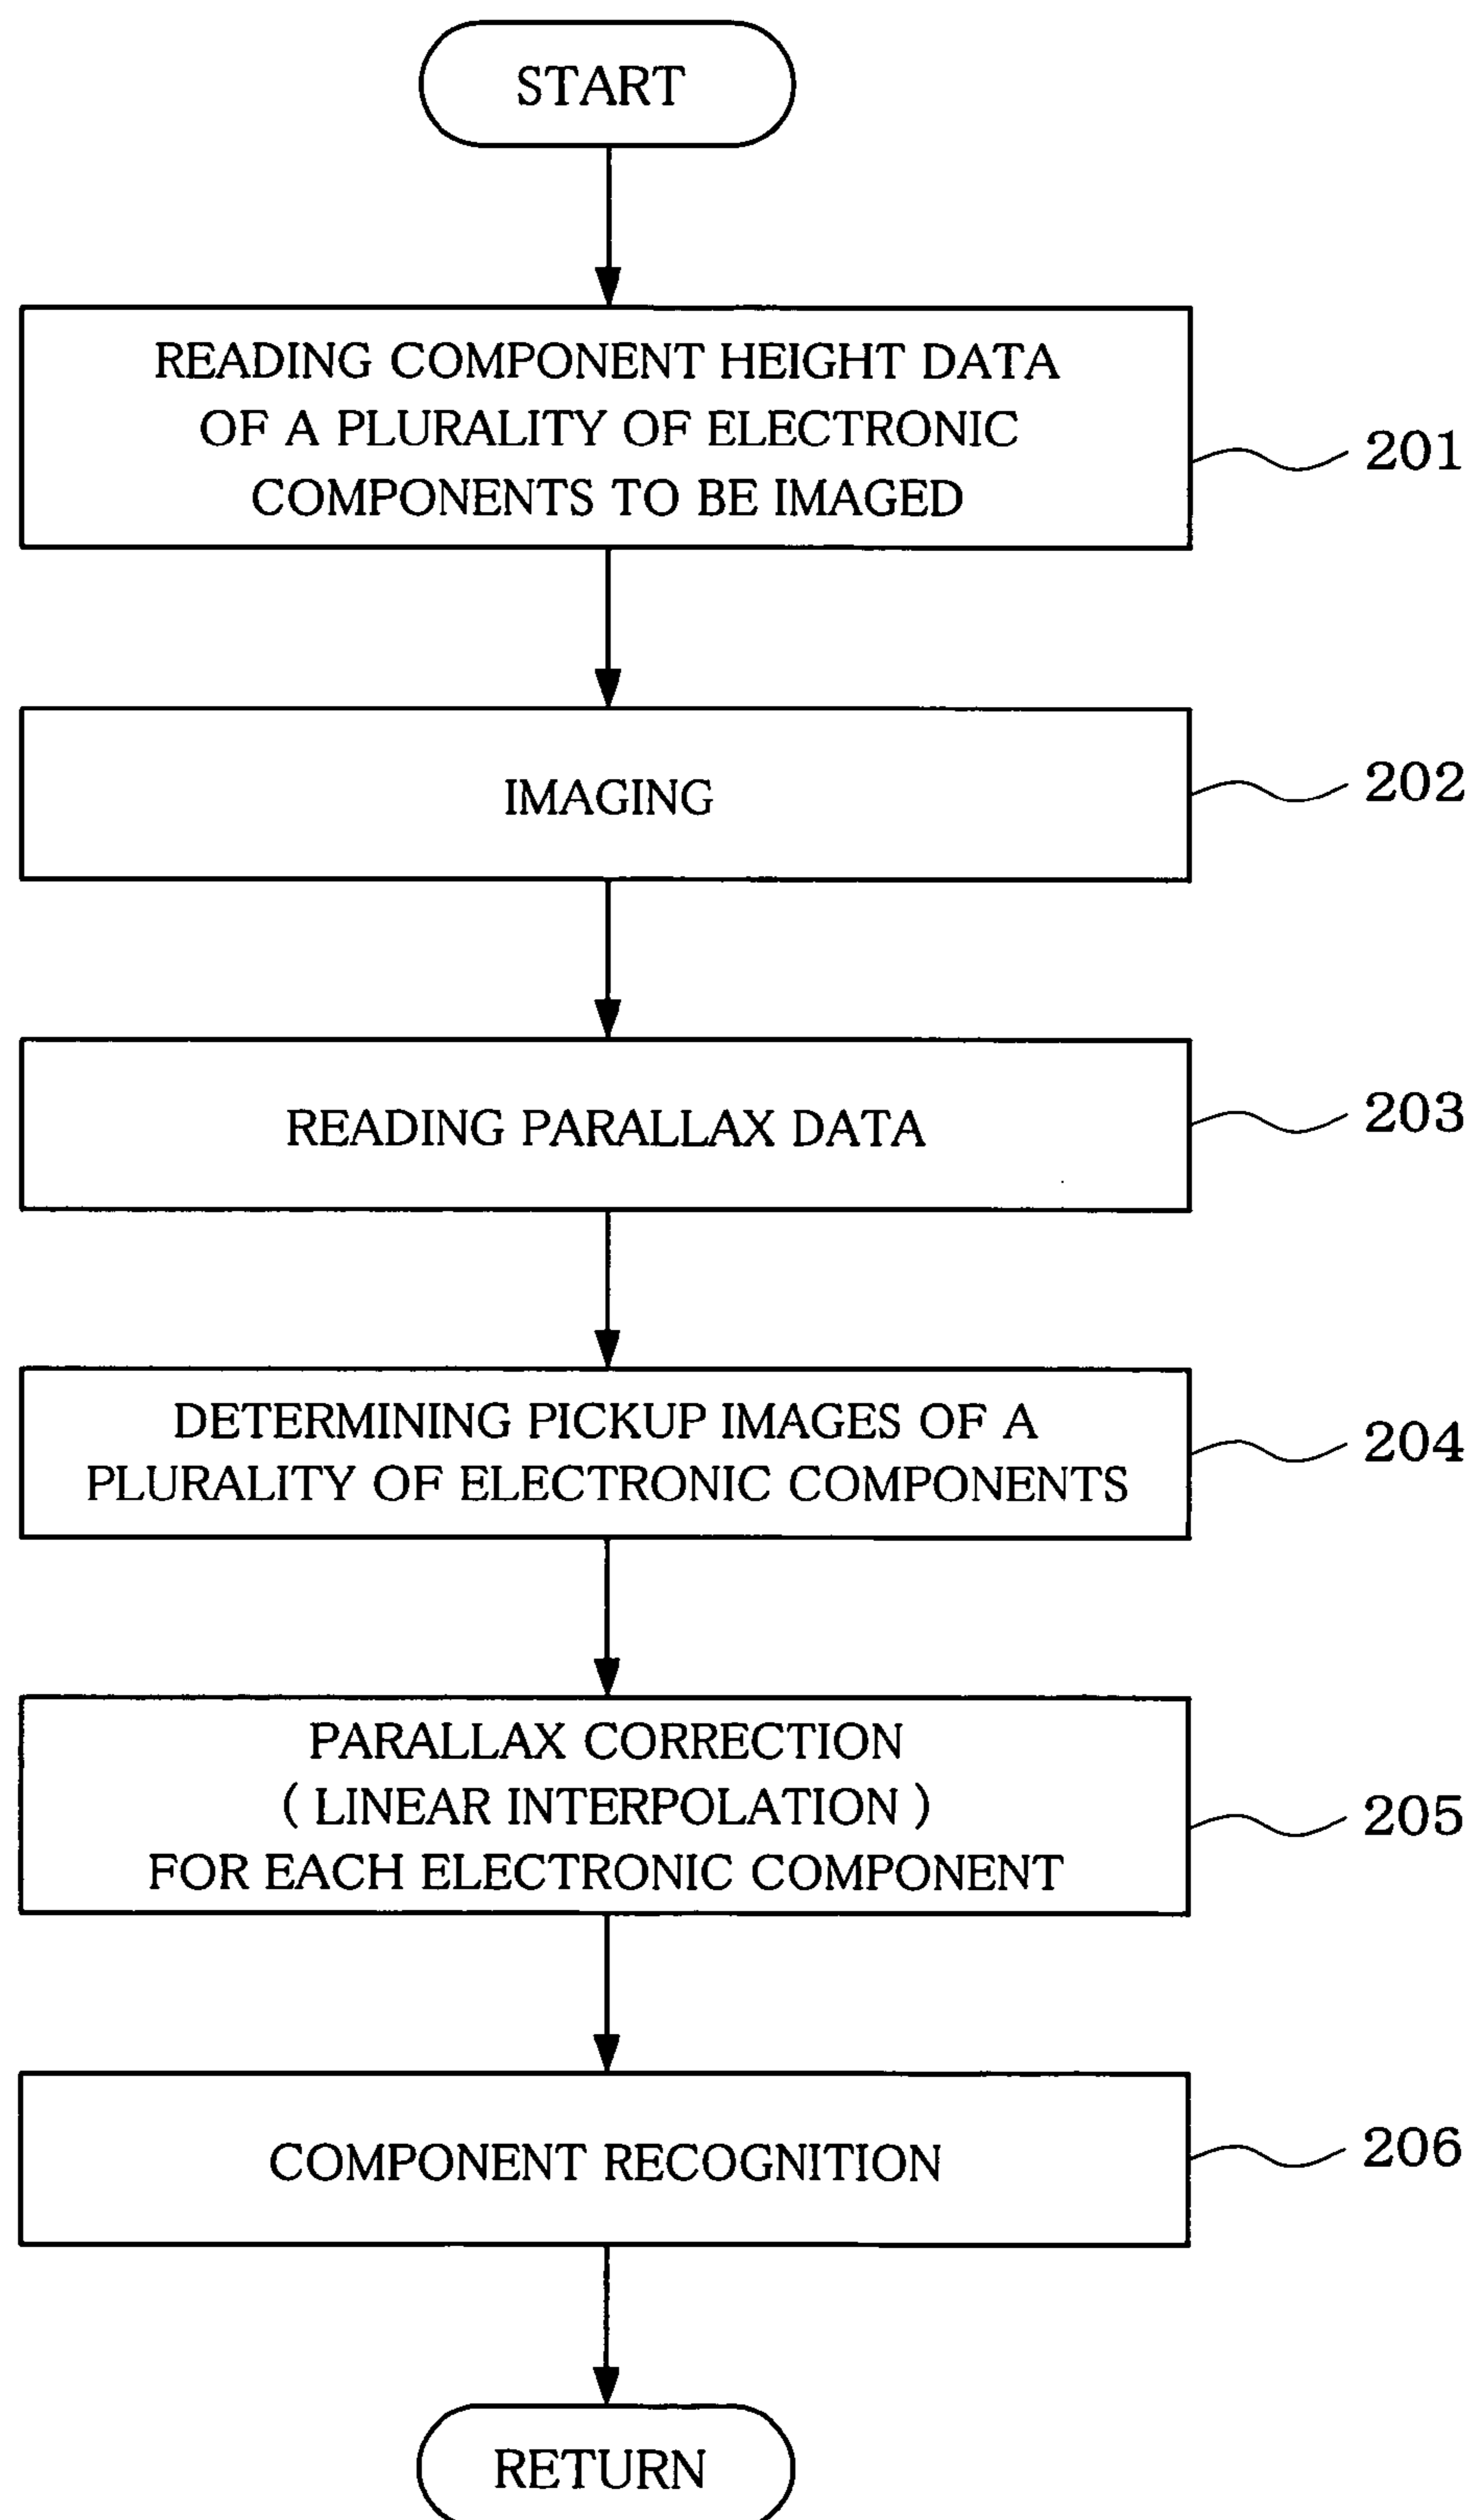 START
READING COMPONENT HEIGHT DATA
OF A PLURALITY OF ELECTRONIC
COMPONENTS TO BE IMAGED
201
IMAGING
202
READING PARALLAX DATA
203
DETERMINING PICKUP IMAGES OF A
PLURALITY OF ELECTRONIC COMPONENTS
204
PARALLAX CORRECTION
( LINEAR INTERPOLATION )
FOR EACH ELECTRONIC COMPONENT
205
COMPONENT RECOGNITION
206
RETURN